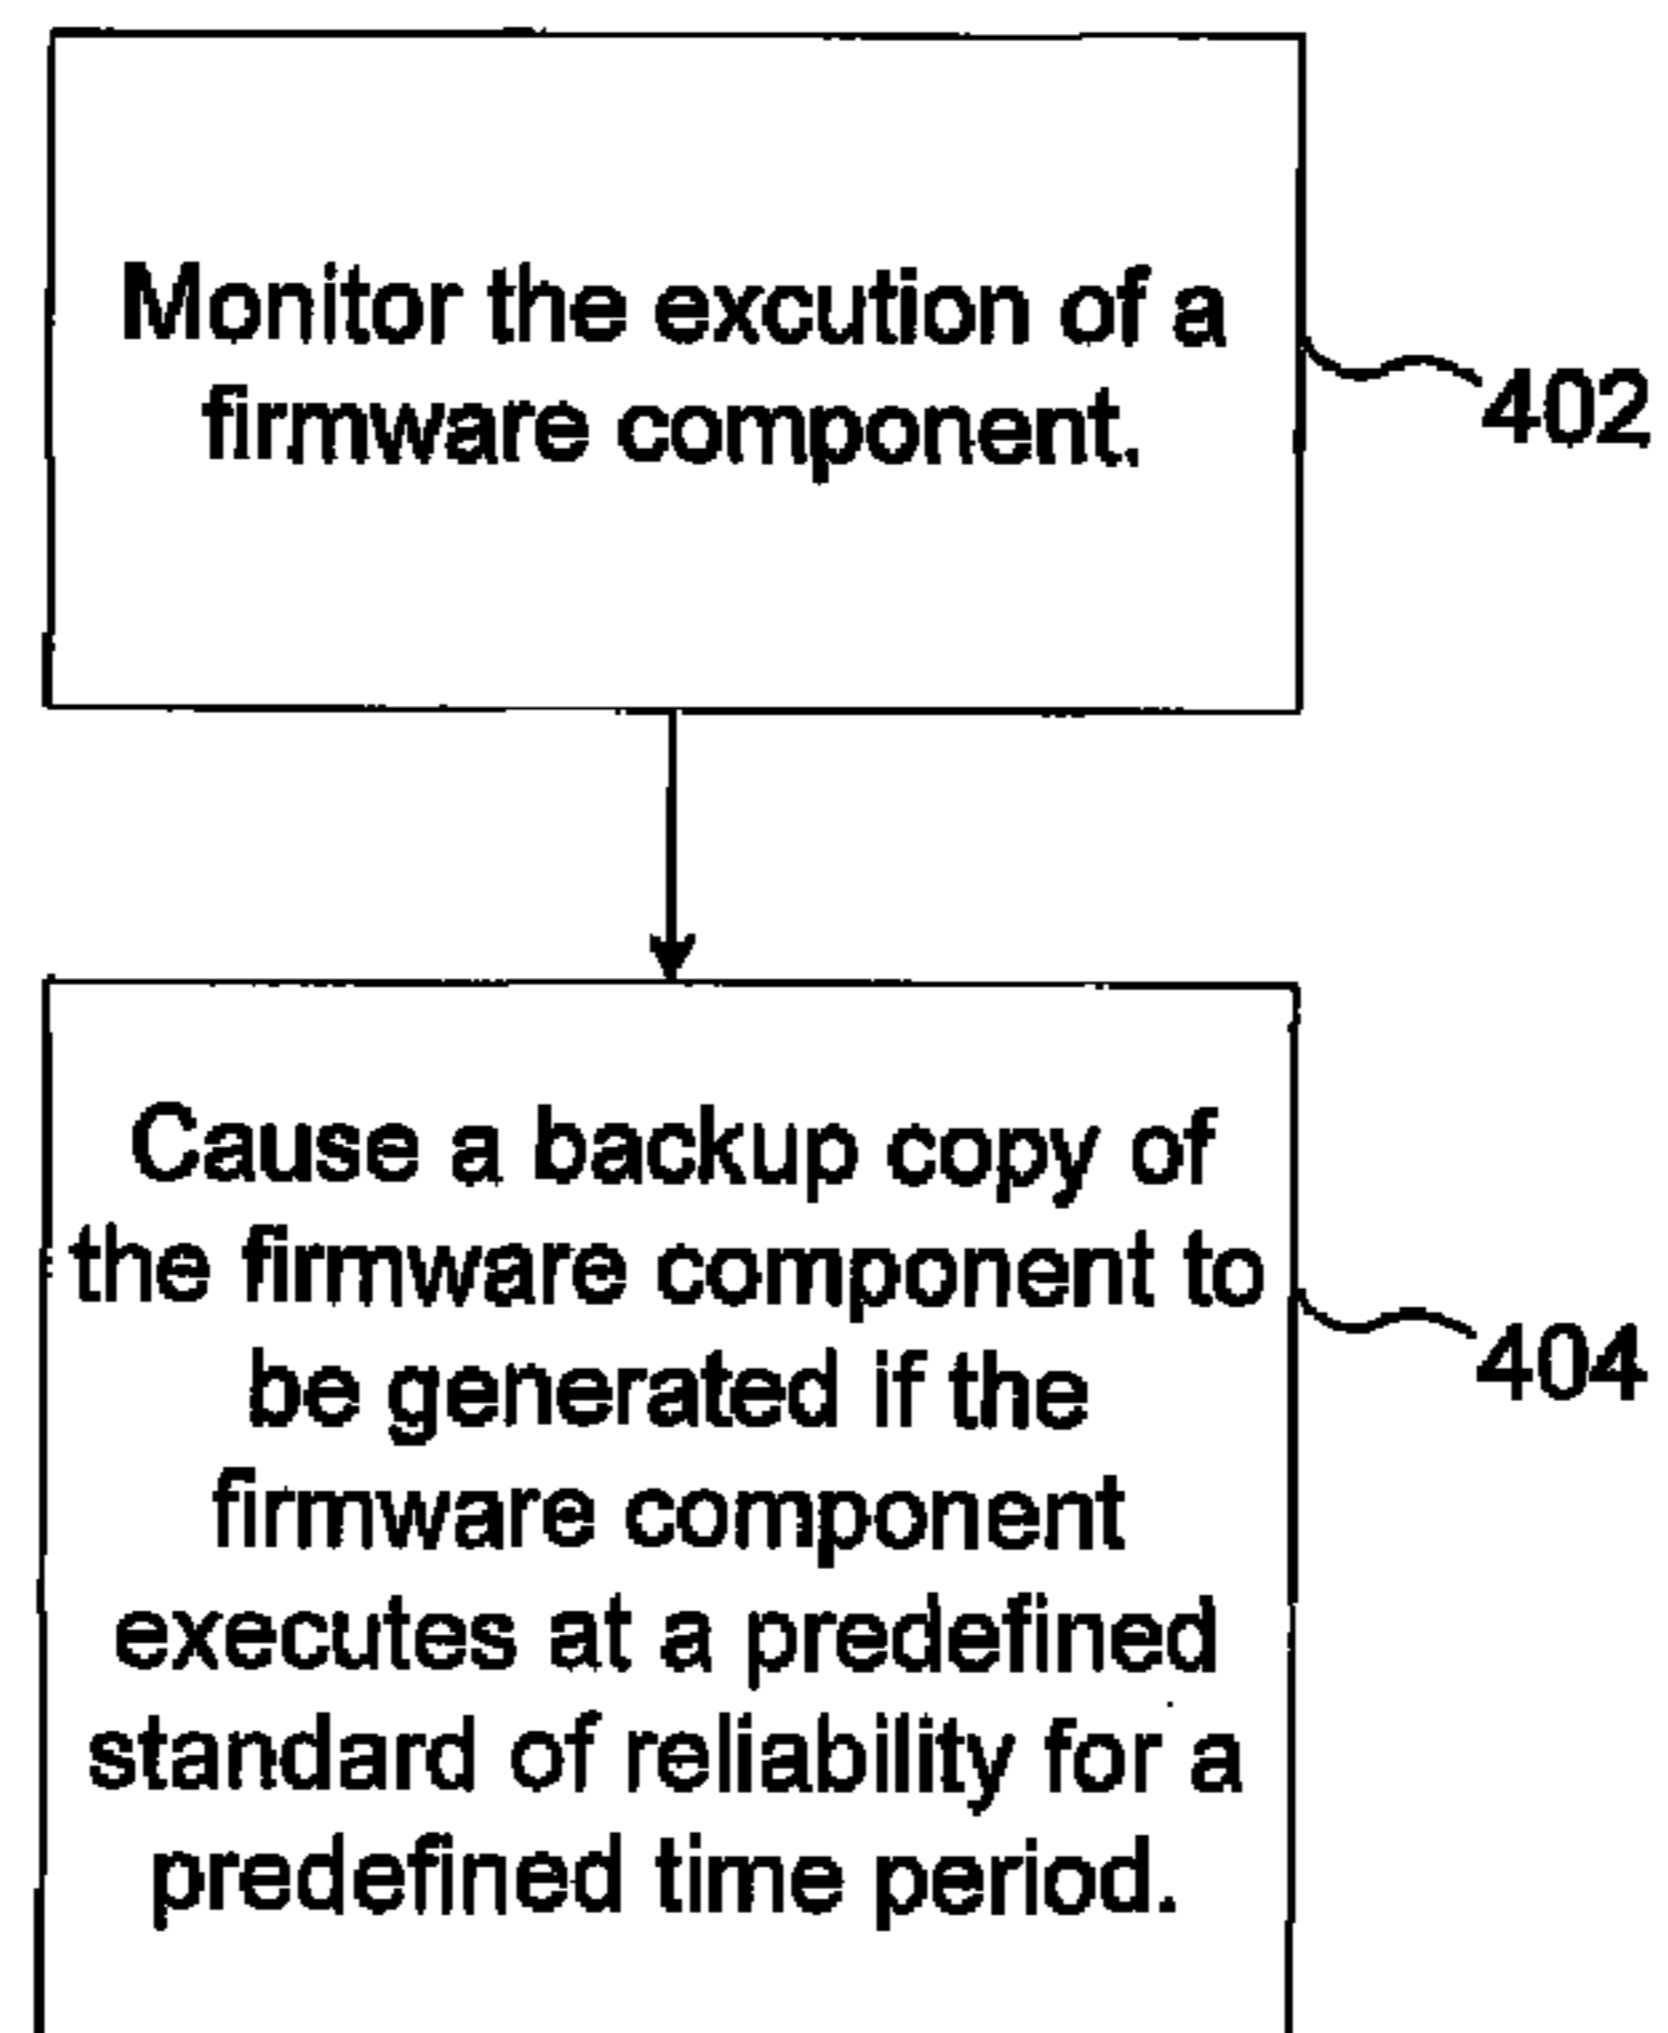 Monitor the excution of a
firmware component.
402
Cause a backup copy of
the firmware component to
be generated if the
firmware component
executes at a predefined
standard of reliability for a
predefined time period.
404